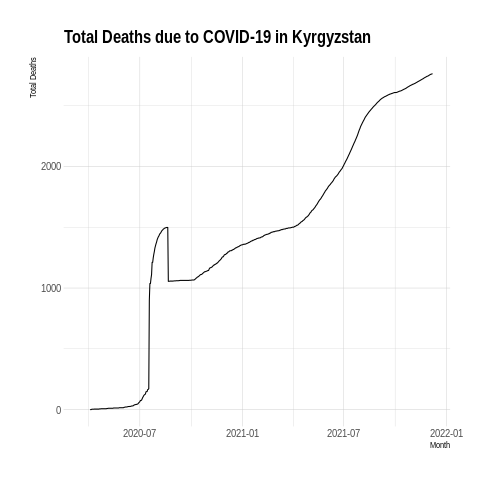 Total Deaths due to COVID-19 in Kyrgyzstan
Total Deaths
2000
1000
0
2020-07 2021-01 2021-07 2022-01
Month